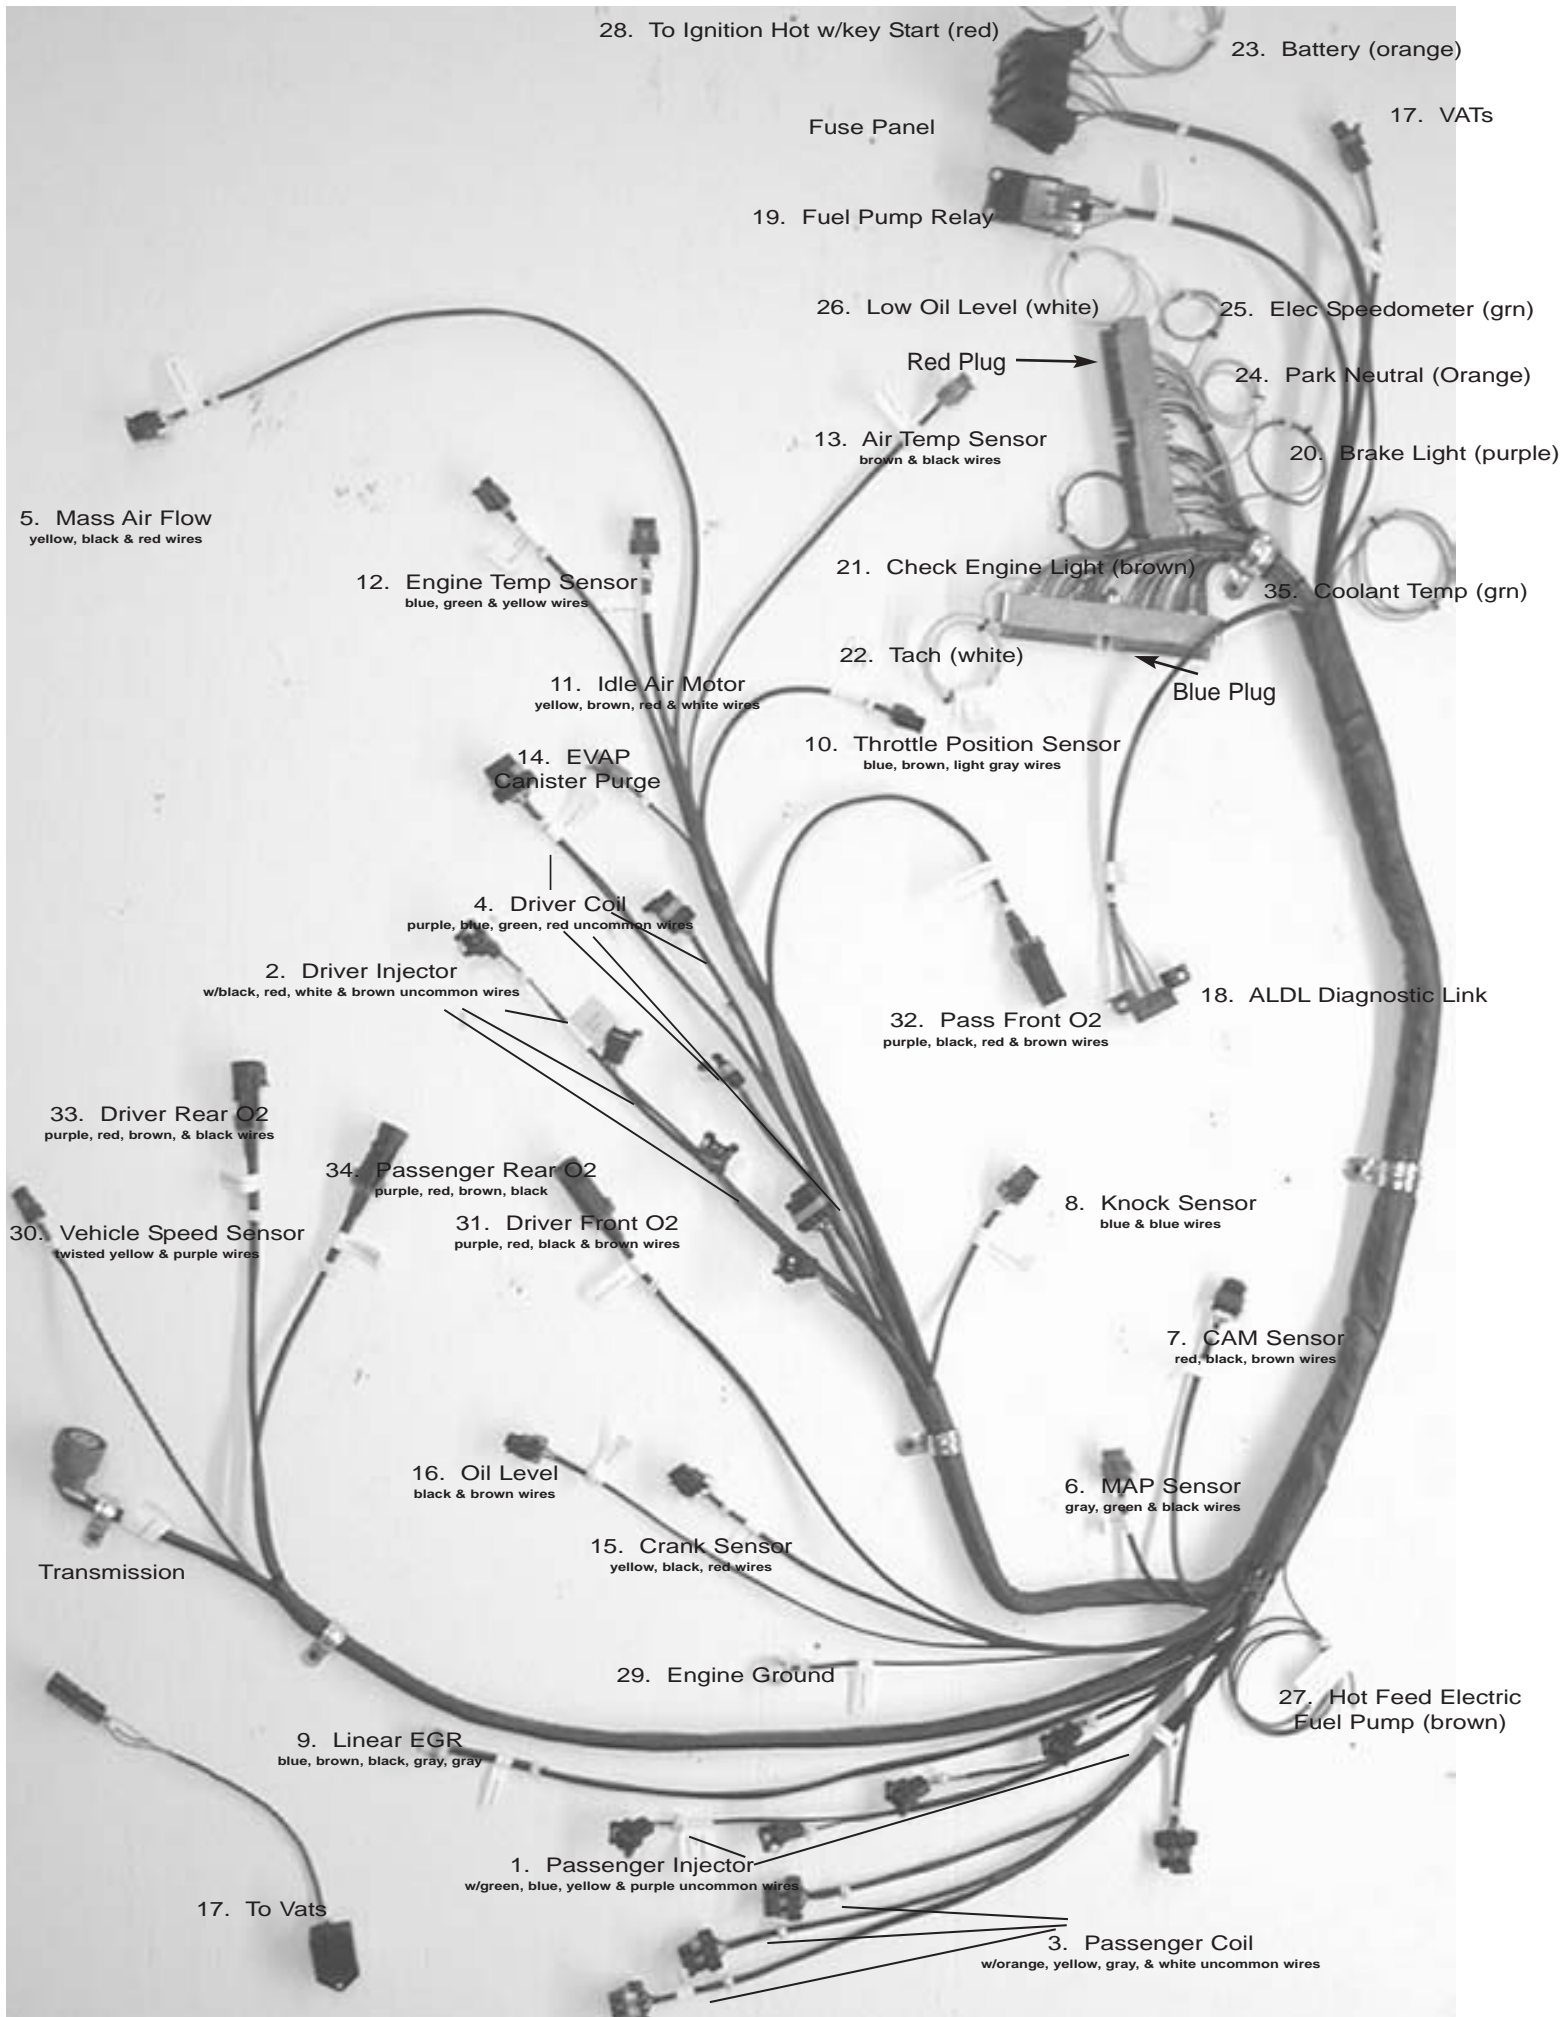 28. To Ignition Hot w/key Start (red)
23. Battery (orange)
17. VATs
Fuse Panel
19. Fuel Pump Relay
26. Low Oil Level (white)
25. Elec Speedometer (grn)
Red Plug
24. Park Neutral (Orange)
13. Air Temp Sensor
brown & black wires
20. Brake Light (purple)
5. Mass Air Flow
yellow, black & red wires
12. Engine Temp Sensor
blue, green & yellow wires
21. Check Engine Light (brown)
35. Coolant Temp (grn)
22. Tach (white)
11. Idle Air Motor
yellow, brown, red & white wires
Blue Plug
10. Throttle Position Sensor
blue, brown, light gray wires
14. EVAP
Canister Purge
4. Driver Coil
purple, blue, green, red uncommon wires
2. Driver Injector
w/black, red, white & brown uncommon wires
18. ALDL Diagnostic Link
32. Pass Front O2
purple, black, red & brown wires
33. Driver Rear O2
purple, red, brown, & black wires
34. Passenger Rear O2
purple, red, brown, black
8. Knock Sensor
blue & blue wires
30. Vehicle Speed Sensor
twisted yellow & purple wires
31. Driver Front O2
purple, red, black & brown wires
7. CAM Sensor
red, black, brown wires
16. Oil Level
black & brown wires
6. MAP Sensor
gray, green & black wires
15. Crank Sensor
yellow, black, red wires
Transmission
29. Engine Ground
27. Hot Feed Electric
Fuel Pump (brown)
9. Linear EGR
blue, brown, black, gray, gray
1. Passenger Injector
w/green, blue, yellow & purple uncommon wires
17. To Vats
3. Passenger Coil
w/orange, yellow, gray, & white uncommon wires